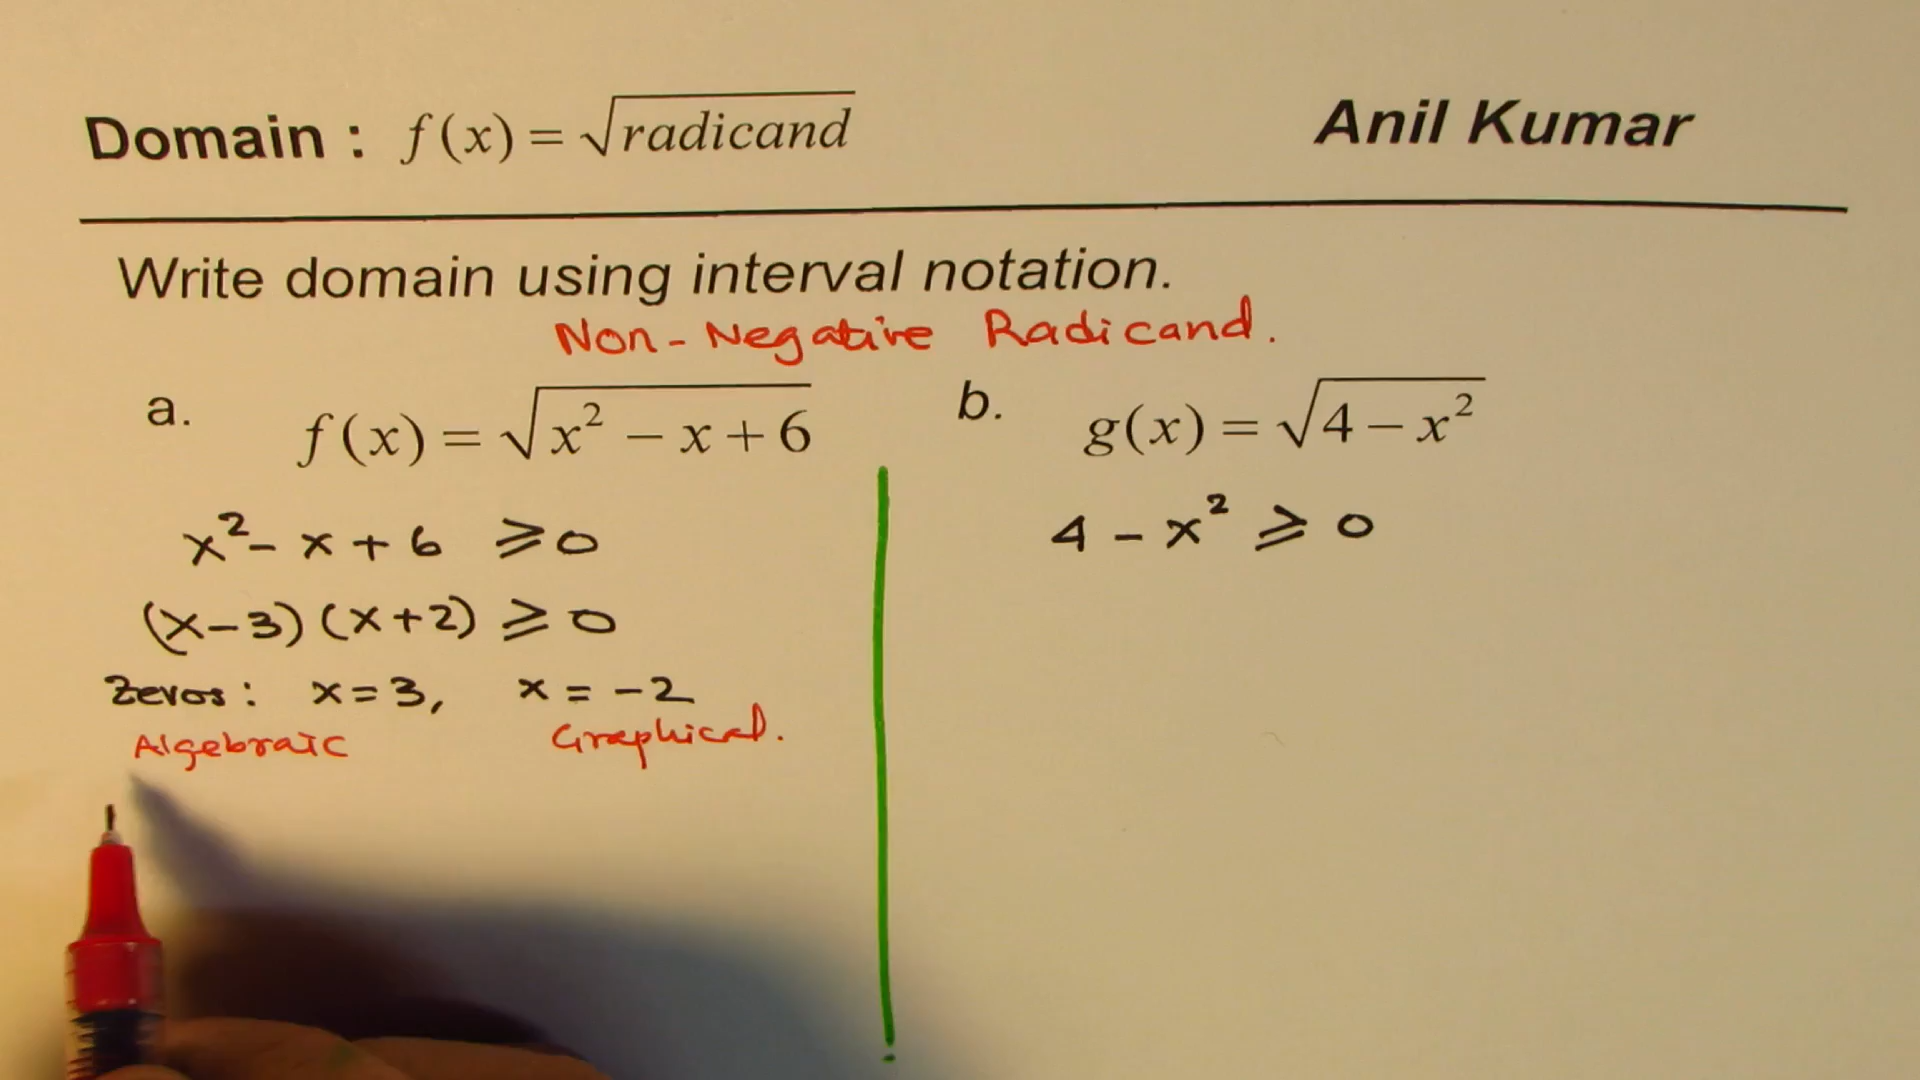 Domain : f(x) = √radicand
Anil Kumar
Write domain using interval notation.
Non-Negative Radicand.
a. f(x) = √x² − x + 6
x² − x + 6 ⩾ 0
(x−3)(x+2) ⩾ 0
Zeros: x = 3, x = −2
Algebraic Graphical.
b. g(x) = √4 − x²
4 − x² ⩾ 0